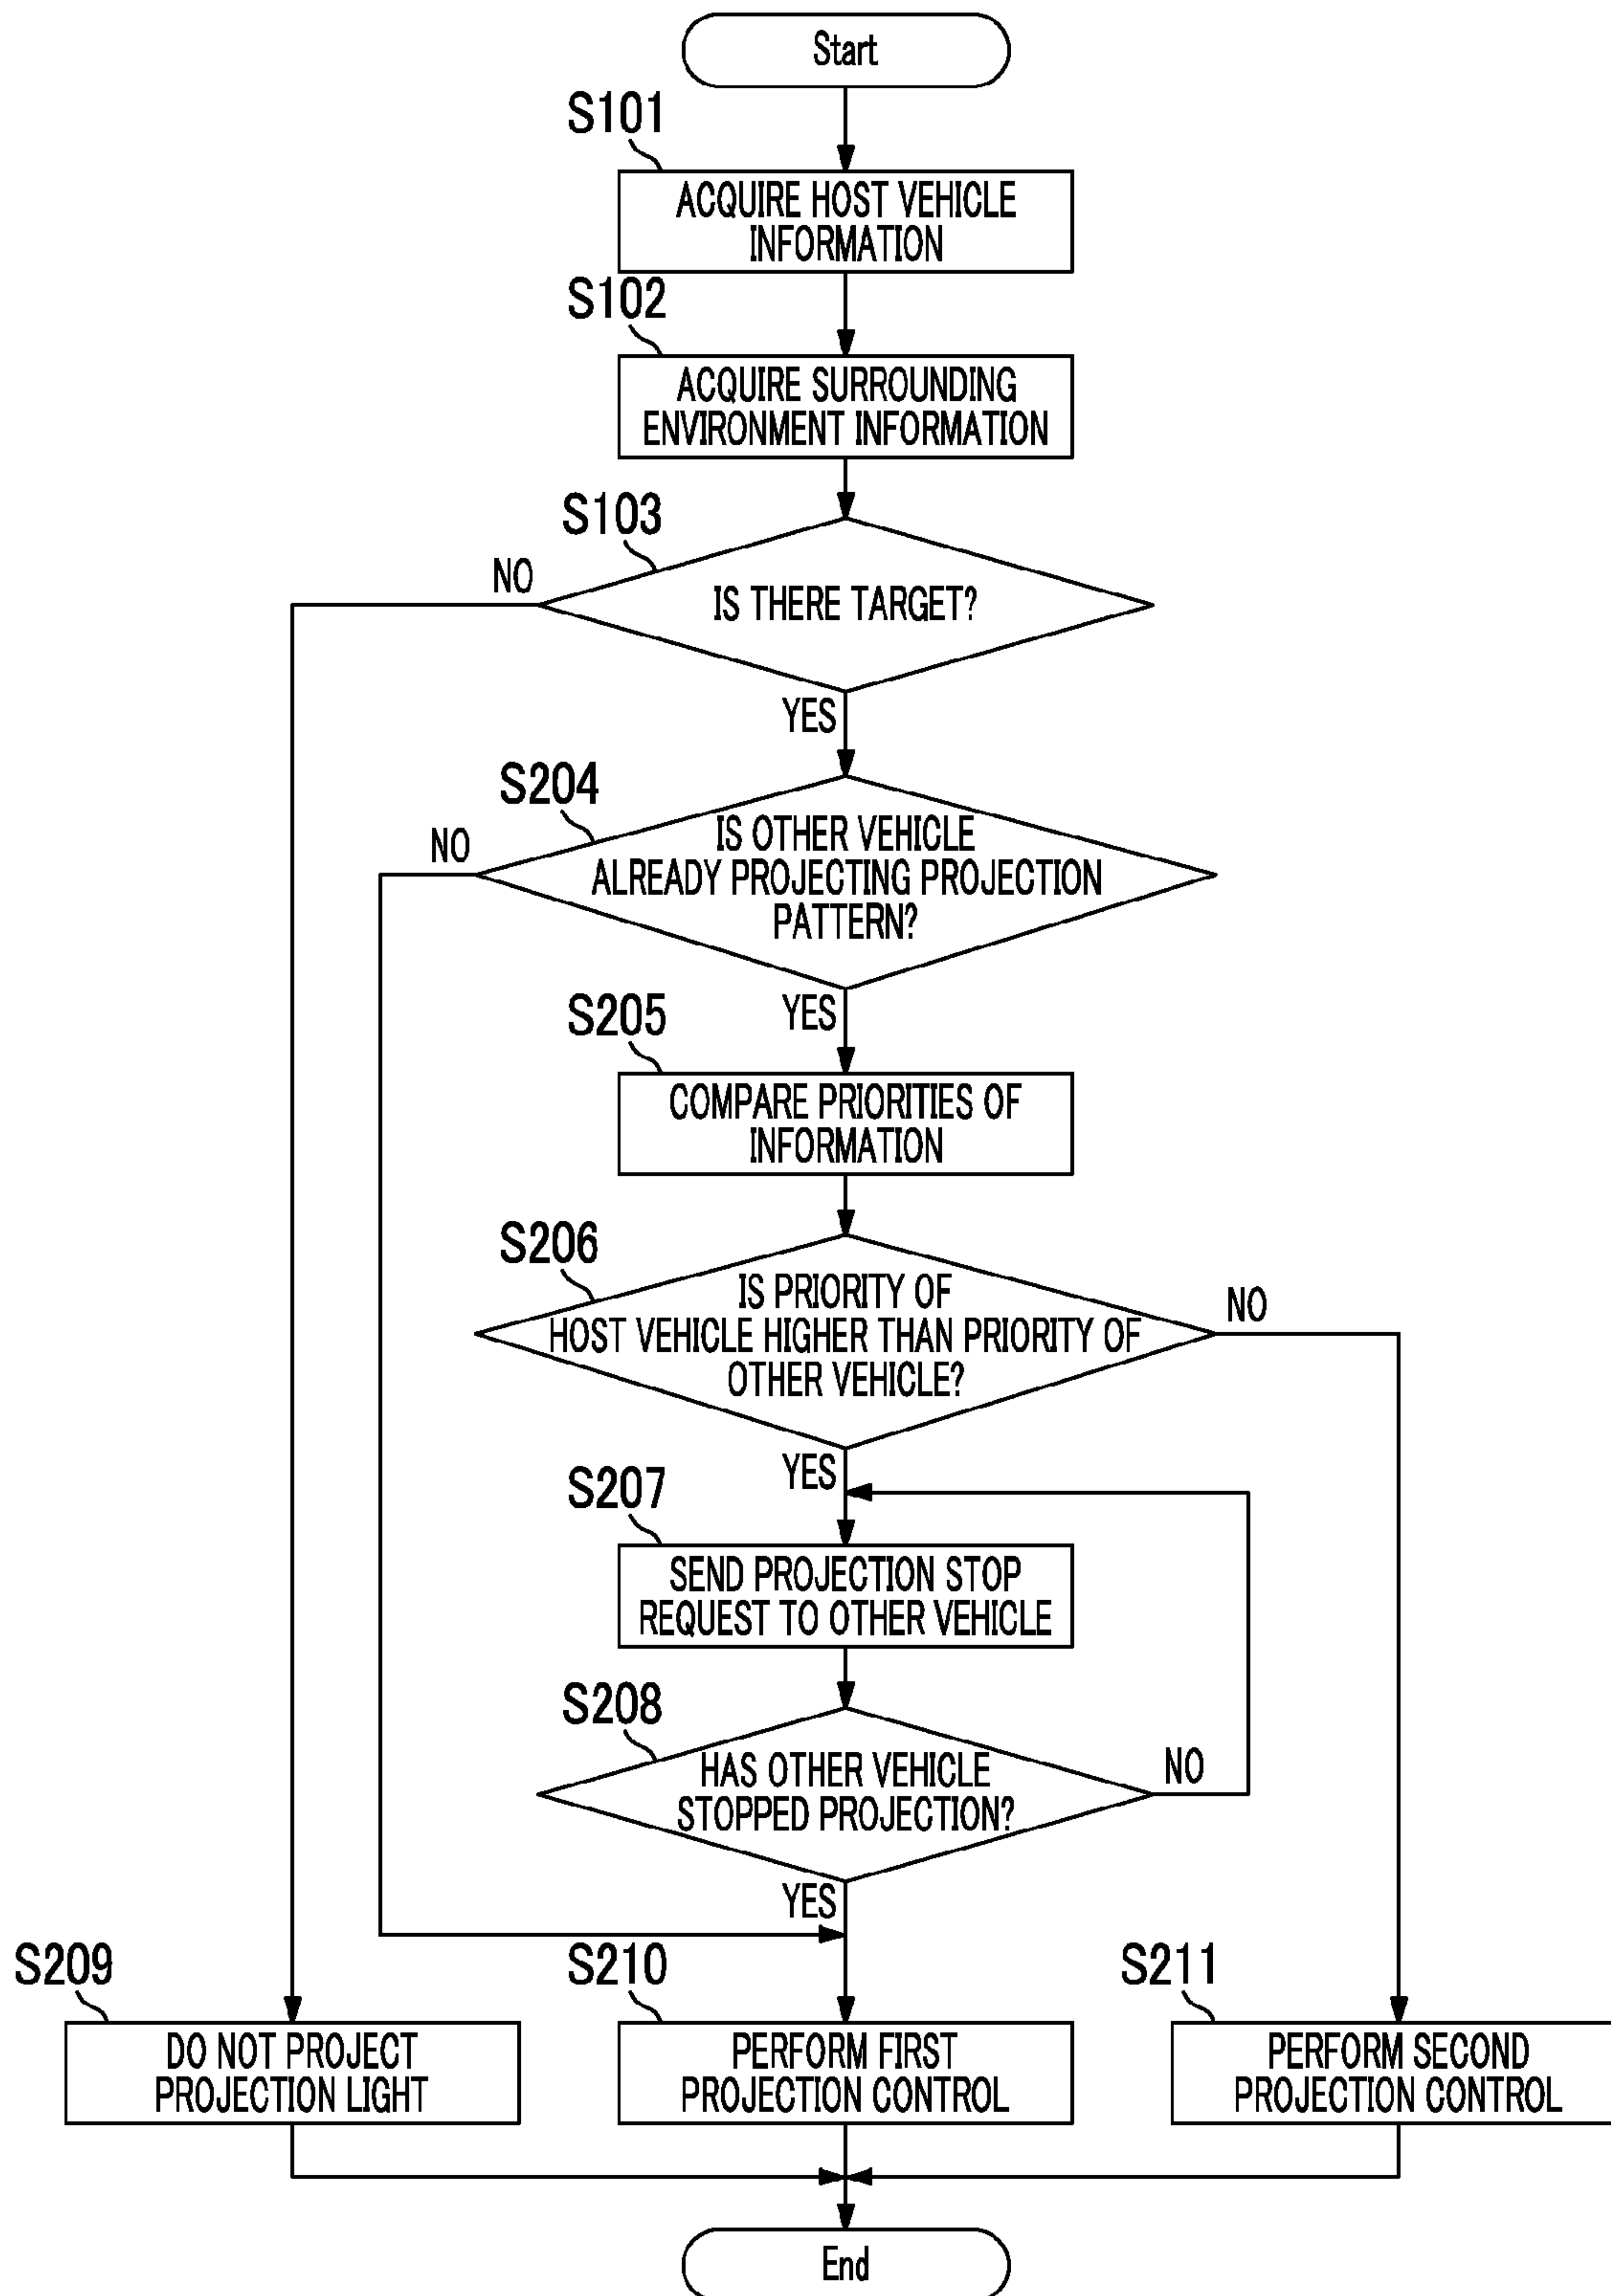 Start
S101
ACQUIRE HOST VEHICLE
INFORMATION
S102
ACQUIRE SURROUNDING
ENVIRONMENT INFORMATION
S103
NO
IS THERE TARGET?
YES
S204
NO
IS OTHER VEHICLE
ALREADY PROJECTING PROJECTION
PATTERN?
YES
S205
COMPARE PRIORITIES OF
INFORMATION
S206
IS PRIORITY OF
HOST VEHICLE HIGHER THAN PRIORITY OF
OTHER VEHICLE?
NO
YES
S207
SEND PROJECTION STOP
REQUEST TO OTHER VEHICLE
S208
HAS OTHER VEHICLE
STOPPED PROJECTION?
NO
YES
S209
DO NOT PROJECT
PROJECTION LIGHT
S210
PERFORM FIRST
PROJECTION CONTROL
S211
PERFORM SECOND
PROJECTION CONTROL
End